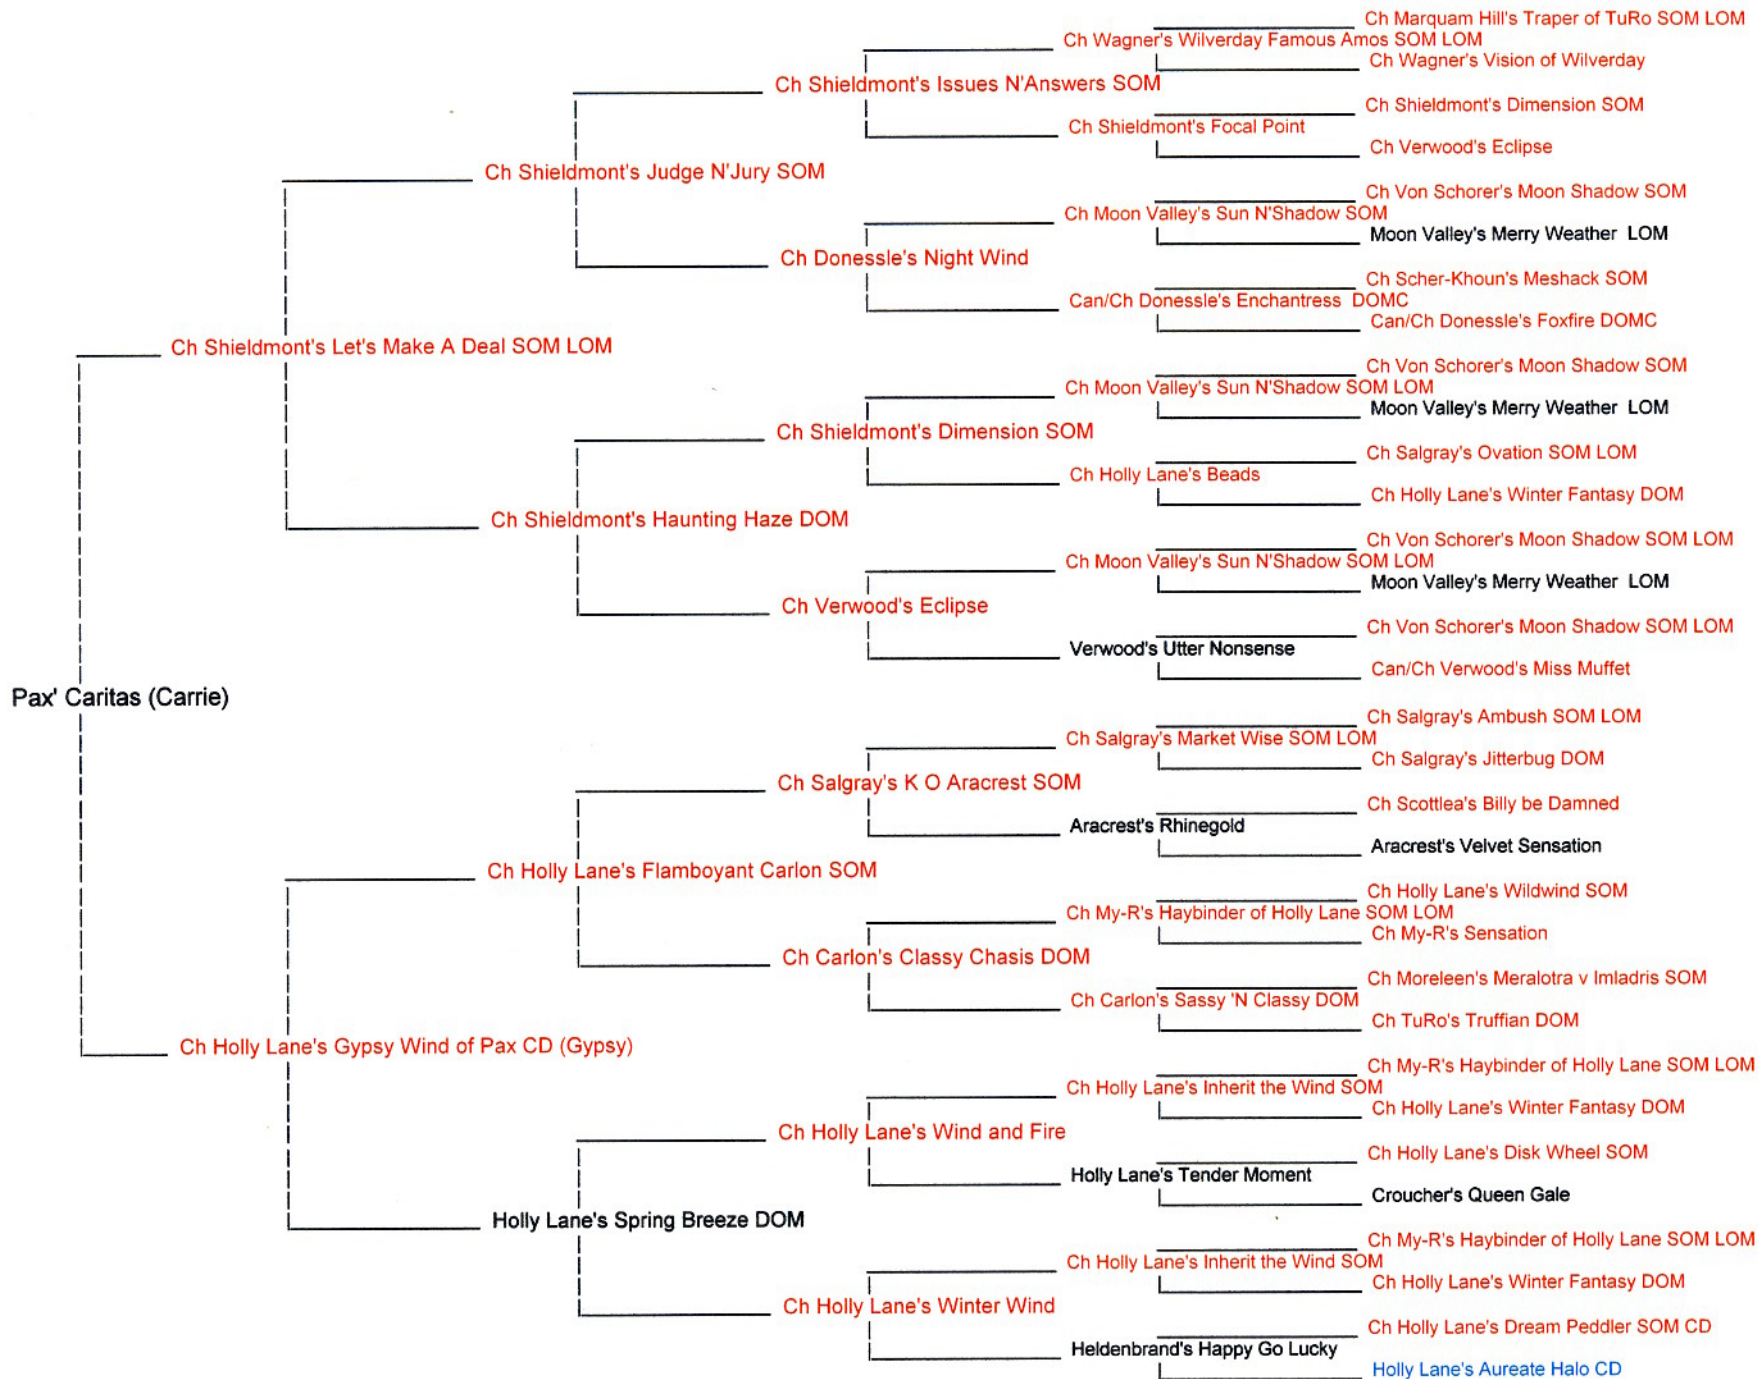 Ch Marquam Hill's Traper of TuRo SOM LOM
Ch Wagner's Wilverday Famous Amos SOM LOM
Ch Wagner's Vision of Wilverday
Ch Shieldmont's Issues N'Answers SOM
Ch Shieldmont's Dimension SOM
Ch Shieldmont's Focal Point
Ch Verwood's Eclipse
Ch Shieldmont's Judge N'Jury SOM
Ch Von Schorer's Moon Shadow SOM
Ch Moon Valley's Sun N'Shadow SOM
Moon Valley's Merry Weather LOM
Ch Donessle's Night Wind
Ch Scher-Khoun's Meshack SOM
Can/Ch Donessle's Enchantress DOMC
Can/Ch Donessle's Foxfire DOMC
Ch Shieldmont's Let's Make A Deal SOM LOM
Ch Von Schorer's Moon Shadow SOM
Ch Moon Valley's Sun N'Shadow SOM LOM
Moon Valley's Merry Weather LOM
Ch Shieldmont's Dimension SOM
Ch Salgray's Ovation SOM LOM
Ch Holly Lane's Beads
Ch Holly Lane's Winter Fantasy DOM
Ch Shieldmont's Haunting Haze DOM
Ch Von Schorer's Moon Shadow SOM LOM
Ch Moon Valley's Sun N'Shadow SOM LOM
Moon Valley's Merry Weather LOM
Ch Verwood's Eclipse
Ch Von Schorer's Moon Shadow SOM LOM
Verwood's Utter Nonsense
Can/Ch Verwood's Miss Muffet
Pax' Caritas (Carrie)
Ch Salgray's Ambush SOM LOM
Ch Salgray's Market Wise SOM LOM
Ch Salgray's Jitterbug DOM
Ch Salgray's K O Aracrest SOM
Ch Scottlea's Billy be Damned
Aracrest's Rhinegold
Aracrest's Velvet Sensation
Ch Holly Lane's Flamboyant Carlon SOM
Ch Holly Lane's Wildwind SOM
Ch My-R's Haybinder of Holly Lane SOM LOM
Ch My-R's Sensation
Ch Carlon's Classy Chasis DOM
Ch Moreleen's Meralotra v Imladris SOM
Ch Carlon's Sassy 'N Classy DOM
Ch TuRo's Truffian DOM
Ch Holly Lane's Gypsy Wind of Pax CD (Gypsy)
Ch My-R's Haybinder of Holly Lane SOM LOM
Ch Holly Lane's Inherit the Wind SOM
Ch Holly Lane's Winter Fantasy DOM
Ch Holly Lane's Wind and Fire
Ch Holly Lane's Disk Wheel SOM
Holly Lane's Tender Moment
Croucher's Queen Gale
Holly Lane's Spring Breeze DOM
Ch My-R's Haybinder of Holly Lane SOM LOM
Ch Holly Lane's Inherit the Wind SOM
Ch Holly Lane's Winter Fantasy DOM
Ch Holly Lane's Winter Wind
Ch Holly Lane's Dream Peddler SOM CD
Heldenbrand's Happy Go Lucky
Holly Lane's Aureate Halo CD